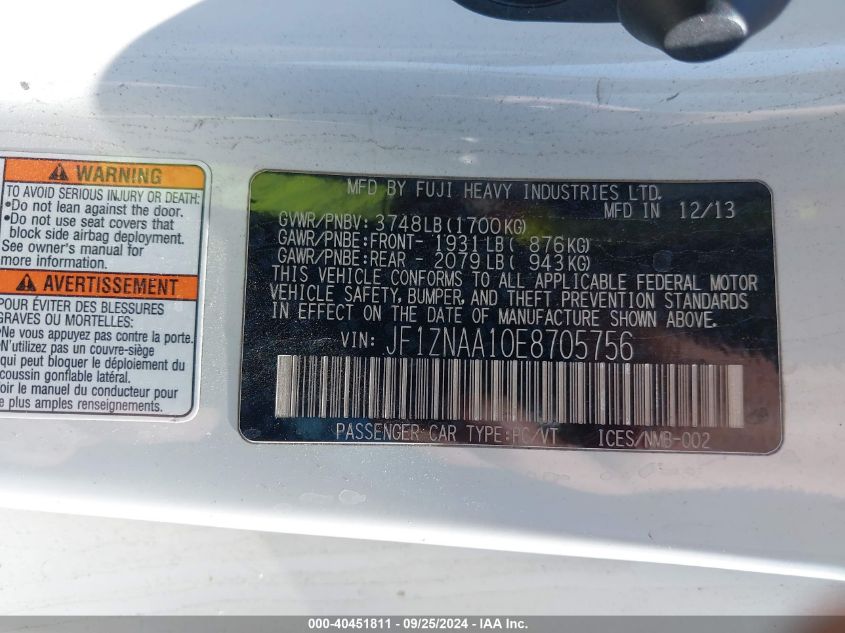 WARNING
TO AVOID SERIOUS INJURY OR DEATH:
•Do not lean against the door.
•Do not use seat covers that
block side airbag deployment.
See owner's manual for
more information.
AVERTISSEMENT
POUR ÉVITER DES BLESSURES
GRAVES OU MORTELLES:
•Ne vous appuyez pas contre la porte.
•N'utilisez pas un couvre-siège
qui peut bloquer le déploiement
du coussin gonflable latéral.
Voir le manuel du conducteur pour
de plus amples renseignements.
MFD BY FUJI HEAVY INDUSTRIES LTD.
MFD IN 12/13
GVWR/PNBV: 3748LB(1700KG)
GAWR/PNBE:FRONT- 1931LB( 876KG)
GAWR/PNBE:REAR - 2079LB( 943KG)
THIS VEHICLE CONFORMS TO ALL APPLICABLE FEDERAL MOTOR
VEHICLE SAFETY, BUMPER, AND THEFT PREVENTION STANDARDS
IN EFFECT ON THE DATE OF MANUFACTURE SHOWN ABOVE.
VIN: JF1ZNAA10E8705756
PASSENGER CAR TYPE:PC/VT ICES/NMB-002
000-40451811 - 09/25/2024 - IAA Inc.